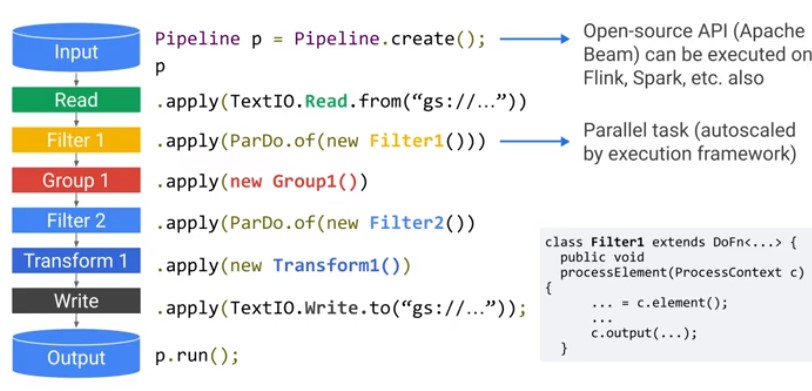 Input
Pipeline p = Pipeline.create();
p
Open-source API (Apache
Beam) can be executed on
Flink, Spark, etc. also
Read
.apply(TextIO.Read.from(“gs://…”))
Filter 1
.apply(ParDo.of(new Filter1()))
Parallel task (autoscaled
by execution framework)
Group 1
.apply(new Group1())
Filter 2
.apply(ParDo.of(new Filter2())
Transform 1
.apply(new Transform1())
Write
.apply(TextIO.Write.to(“gs://…”));
Output
p.run();
class Filter1 extends DoFn<...> {
public void
processElement(ProcessContext c)
{
... = c.element();
...
c.output(...);
}